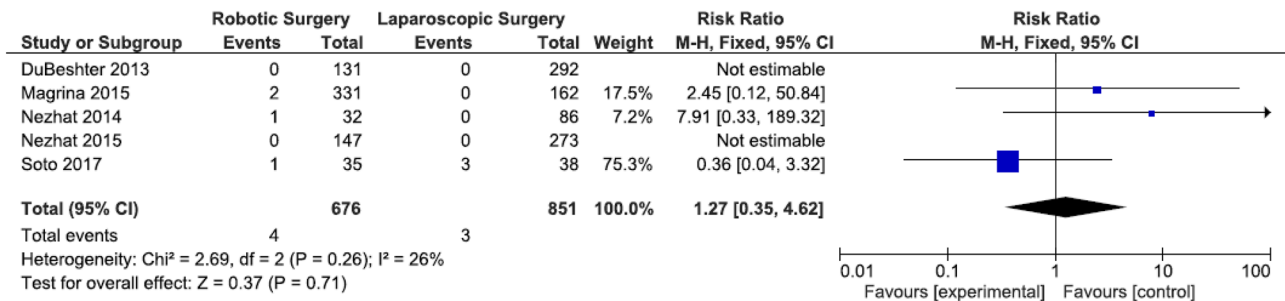 Robotic Surgery Laparoscopic Surgery Risk Ratio Risk Ratio
Study or Subgroup Events Total Events Total Weight M-H, Fixed, 95% CI M-H, Fixed, 95% CI
DuBeshter 2013 0 131 0 292 Not estimable
Magrina 2015 2 331 0 162 17.5% 2.45 [0.12, 50.84]
Nezhat 2014 1 32 0 86 7.2% 7.91 [0.33, 189.32]
Nezhat 2015 0 147 0 273 Not estimable
Soto 2017 1 35 3 38 75.3% 0.36 [0.04, 3.32]
Total (95% CI) 676 851 100.0% 1.27 [0.35, 4.62]
Total events 4 3
Heterogeneity: Chi² = 2.69, df = 2 (P = 0.26); I² = 26%
Test for overall effect: Z = 0.37 (P = 0.71)
0.01 0.1 1 10 100
Favours [experimental] Favours [control]